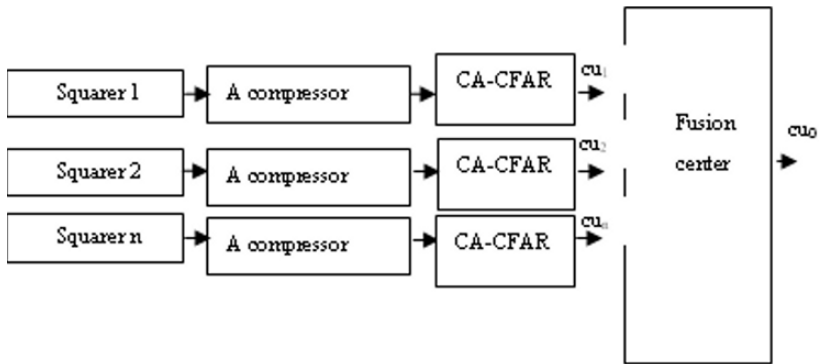 Squarer 1
A compressor
CA-CFAR
cu₁
Squarer 2
A compressor
CA-CFAR
cu₂
Squarer n
A compressor
CA-CFAR
cuₙ
Fusion
center
cu₀